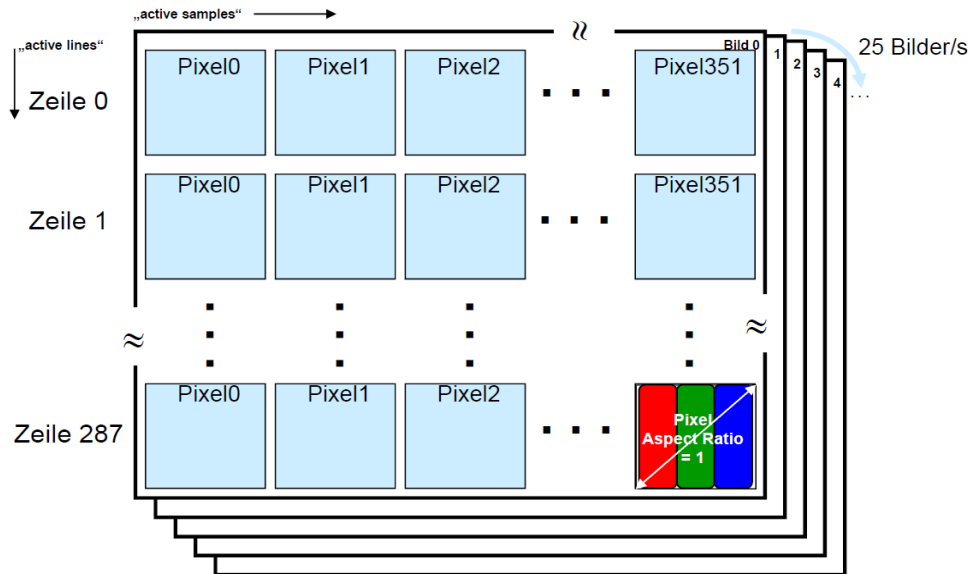 „active samples“
„active lines“
Bild 0
1
2
3
4
25 Bilder/s
...
Zeile 0
Pixel0 Pixel1 Pixel2 ... Pixel351
Zeile 1
Pixel0 Pixel1 Pixel2 ... Pixel351
≈
≈
≈
Zeile 287
Pixel0 Pixel1 Pixel2 ...
Pixel
Aspect Ratio
= 1